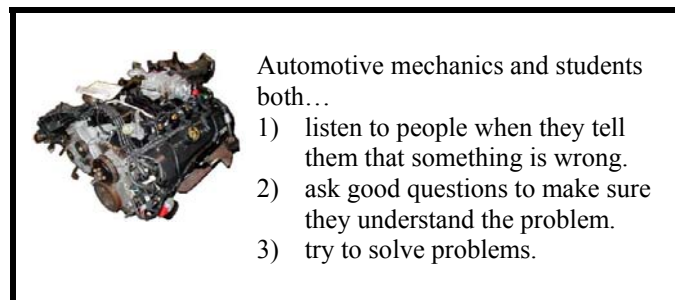 Automotive mechanics and students
both…
1) listen to people when they tell
them that something is wrong.
2) ask good questions to make sure
they understand the problem.
3) try to solve problems.